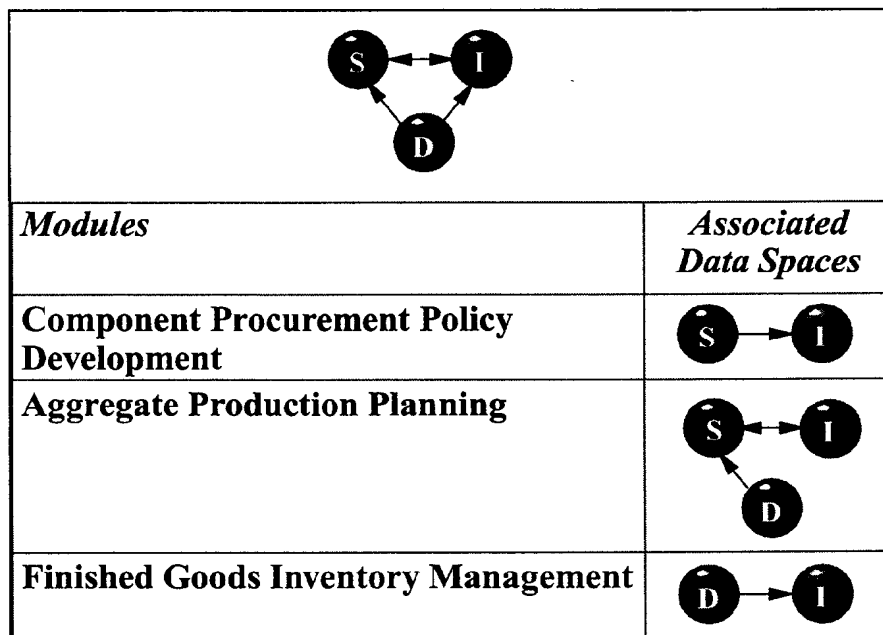 S I
D
Modules Associated
Data Spaces
Component Procurement Policy
Development
S I
Aggregate Production Planning
S I
D
Finished Goods Inventory Management
D I